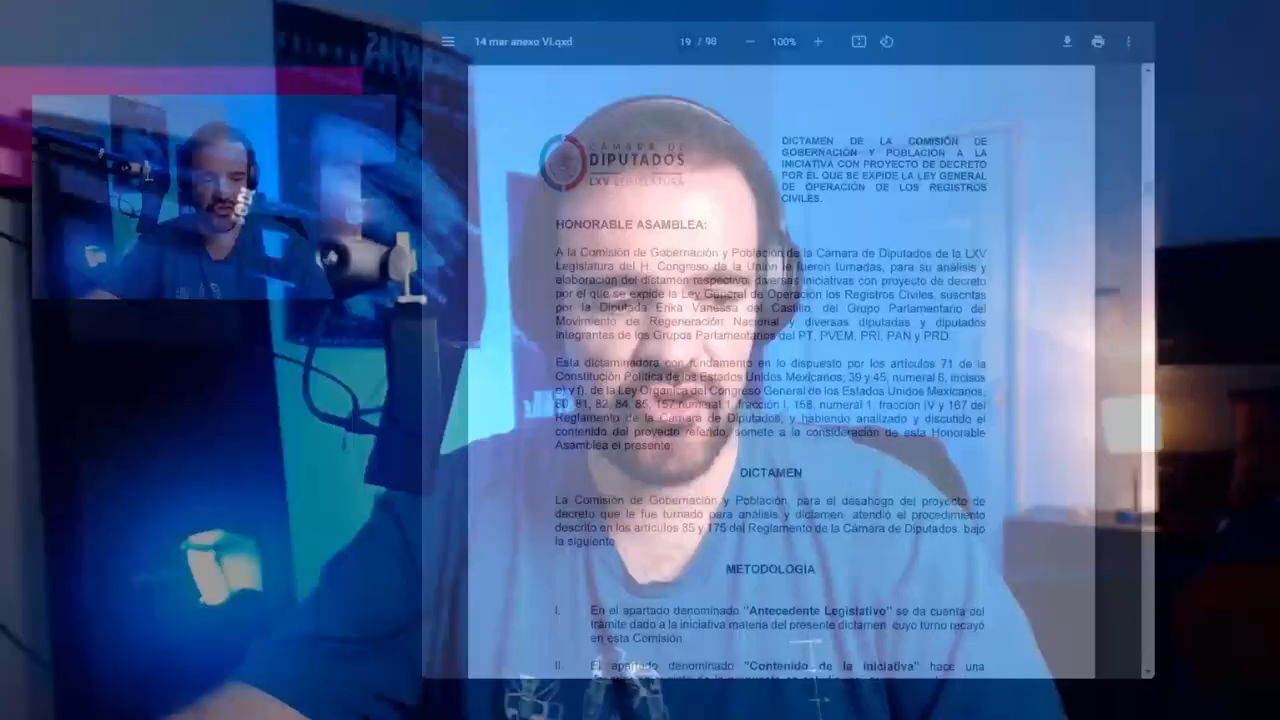 14 mar anexo VI.qxd
19 / 98
100%
CÁMARA DE
DIPUTADOS
LXV LEGISLATURA
DICTAMEN DE LA COMISIÓN DE
GOBERNACIÓN Y POBLACIÓN A LA
INICIATIVA CON PROYECTO DE DECRETO
POR EL QUE SE EXPIDE LA LEY GENERAL
DE OPERACIÓN DE LOS REGISTROS
CIVILES.
HONORABLE ASAMBLEA:
A la Comisión de Gobernación y Población de la Cámara de Diputados de la LXV
Legislatura del H. Congreso de la Unión le fueron turnadas, para su análisis y
elaboración del dictamen respectivo, diversas iniciativas con proyecto de decreto
por el que se expide la Ley General de Operación los Registros Civiles, suscritas
por la Diputada Erika Vanessa del Castillo, del Grupo Parlamentario del
Movimiento de Regeneración Nacional y diversas diputadas y diputados
integrantes de los Grupos Parlamentarios del PT, PVEM, PRI, PAN y PRD.
Esta dictaminadora con fundamento en lo dispuesto por los artículos 71 de la
Constitución Política de los Estados Unidos Mexicanos; 39 y 45, numeral 6, incisos
e) y f), de la Ley Orgánica del Congreso General de los Estados Unidos Mexicanos;
80, 81, 82, 84, 85, 157 numeral 1, fracción I, 158, numeral 1, fracción IV y 167 del
Reglamento de la Cámara de Diputados, y habiendo analizado y discutido el
contenido del proyecto referido, somete a la consideración de esta Honorable
Asamblea el presente:
DICTAMEN
La Comisión de Gobernación y Población, para el desahogo del proyecto de
decreto que le fue turnado para análisis y dictamen, atendió el procedimiento
descrito en los artículos 85 y 175 del Reglamento de la Cámara de Diputados, bajo
la siguiente:
METODOLOGÍA
I. En el apartado denominado "Antecedente Legislativo" se da cuenta del
trámite dado a la iniciativa materia del presente dictamen, cuyo turno recayó
en esta Comisión.
II. El apartado denominado "Contenido de la iniciativa" hace una